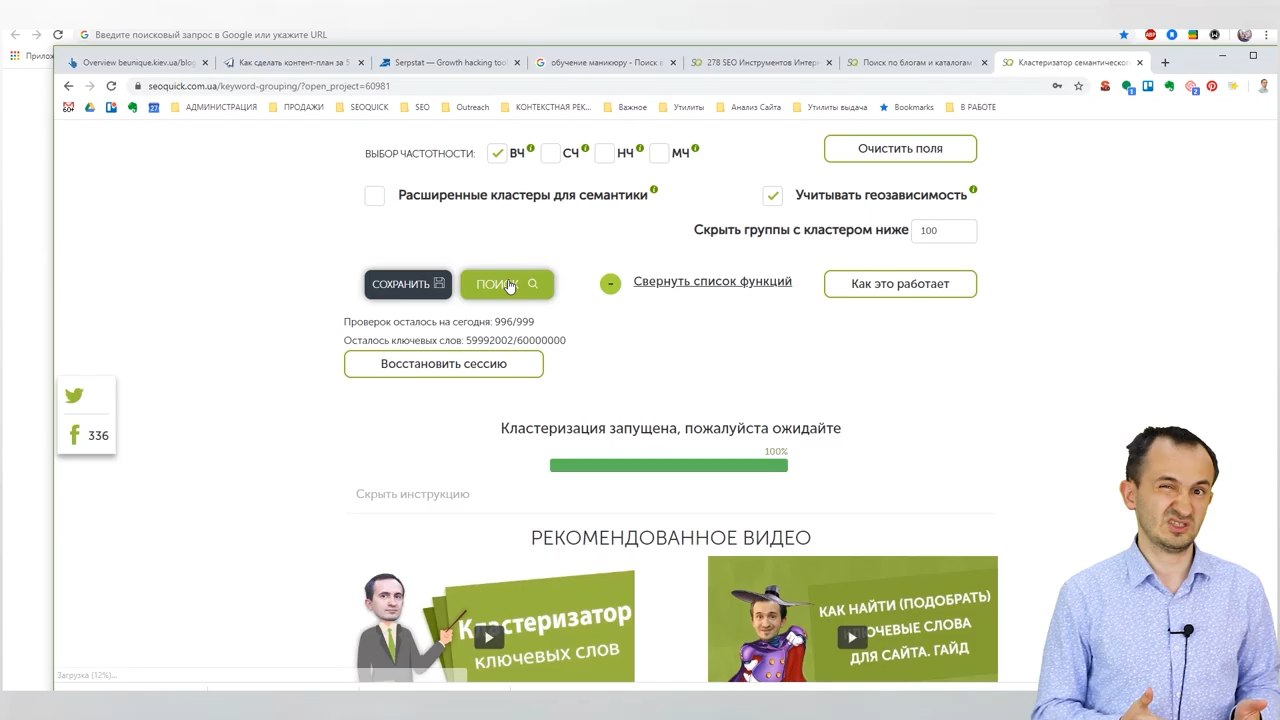 Введите поисковый запрос в Google или укажите URL
Прилож
Overview beunique.kiev.ua/blog
Как сделать контент-план за 5
Serpstat — Growth hacking tool
обучение маникюру - Поиск в
278 SEO Инструментов Интерн
Поиск по блогам и каталогам
Кластеризатор семантического
seoquick.com.ua/keyword-grouping/?open_project=60981
АДМИНИСТРАЦИЯ
ПРОДАЖИ
SEOQUICK
SEO
Outreach
КОНТЕКСТНАЯ РЕК...
Важное
Утилиты
Анализ Сайта
Утилиты выдача
Bookmarks
В РАБОТЕ
ВЫБОР ЧАСТОТНОСТИ: ВЧ СЧ НЧ МЧ
Очистить поля
Расширенные кластеры для семантики
Учитывать геозависимость
Скрыть группы с кластером ниже 100
СОХРАНИТЬ
ПОИСК
Свернуть список функций
Как это работает
Проверок осталось на сегодня: 996/999
Осталось ключевых слов: 59992002/60000000
Восстановить сессию
336
Кластеризация запущена, пожалуйста ожидайте
100%
Скрыть инструкцию
РЕКОМЕНДОВАННОЕ ВИДЕО
Кластеризатор
ключевых слов
КАК НАЙТИ (ПОДОБРАТЬ)
КЛЮЧЕВЫЕ СЛОВА
ДЛЯ САЙТА. ГАЙД
Загрузка (12%)...